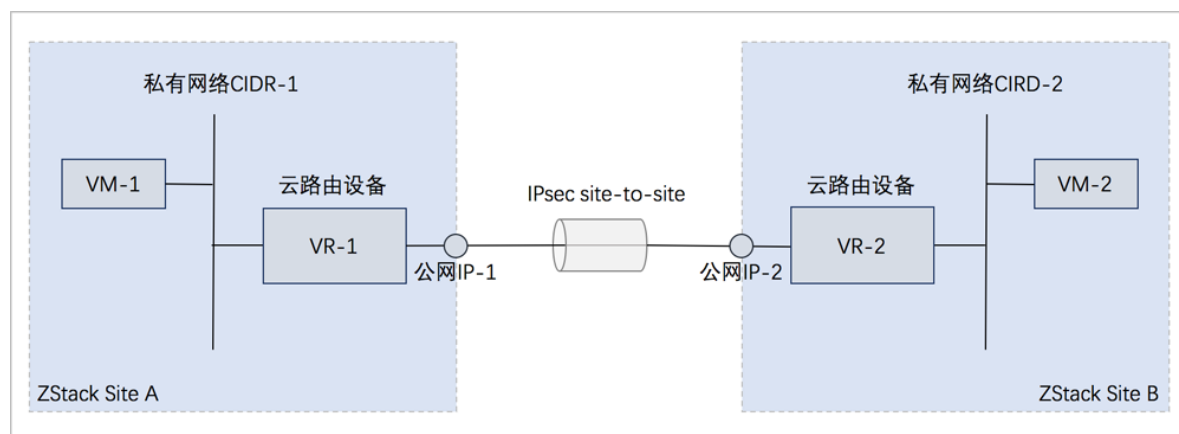 私有网络CIDR-1
私有网络CIRD-2
VM-1
云路由设备
IPsec site-to-site
云路由设备
VM-2
VR-1
VR-2
公网IP-1
公网IP-2
ZStack Site A
ZStack Site B